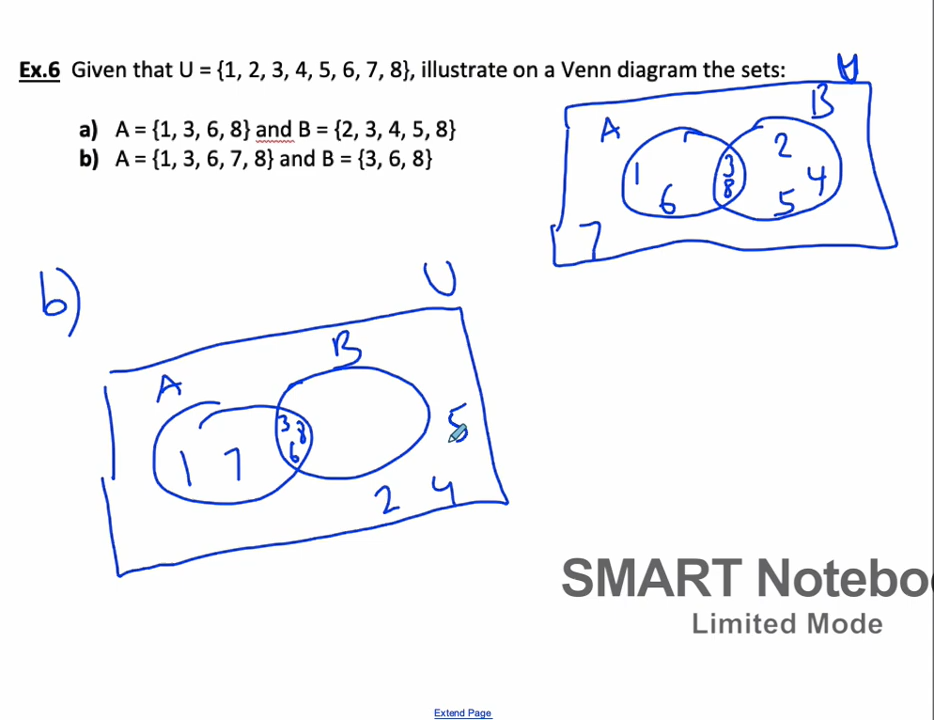 Ex.6 Given that U = {1, 2, 3, 4, 5, 6, 7, 8}, illustrate on a Venn diagram the sets:
a) A = {1, 3, 6, 8} and B = {2, 3, 4, 5, 8}
b) A = {1, 3, 6, 7, 8} and B = {3, 6, 8}
U
B
A
2
1 3 4
6 8 5
7
b)
U
B
A
3 8 5
1 7 6
2 4
SMART Notebo
Limited Mode
Extend Page